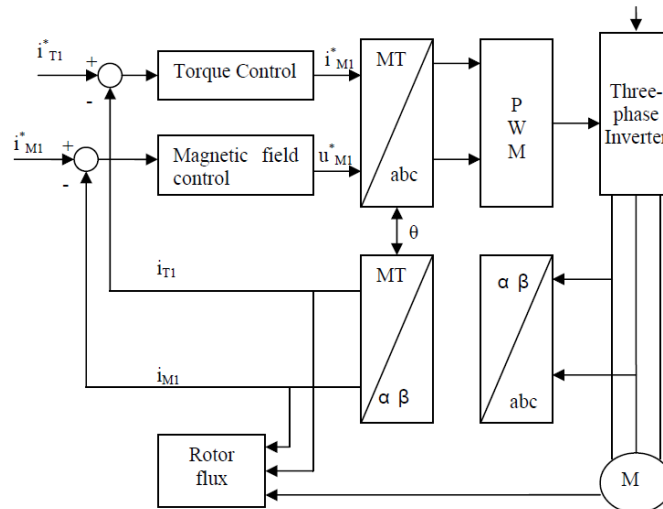 i*T1
+
-
Torque Control
i*M1
MT
abc
P
W
M
Three-
phase
Inverter
i*M1
+
-
Magnetic field
control
u*M1
θ
iT1
MT
α β
α β
abc
iM1
Rotor
flux
M